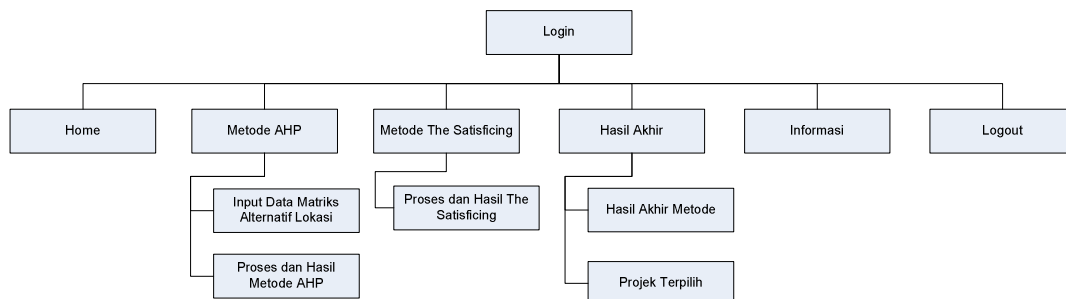 Login
Home
Metode AHP
Metode The Satisficing
Hasil Akhir
Informasi
Logout
Input Data Matriks
Alternatif Lokasi
Proses dan Hasil
Metode AHP
Proses dan Hasil The
Satisficing
Hasil Akhir Metode
Projek Terpilih